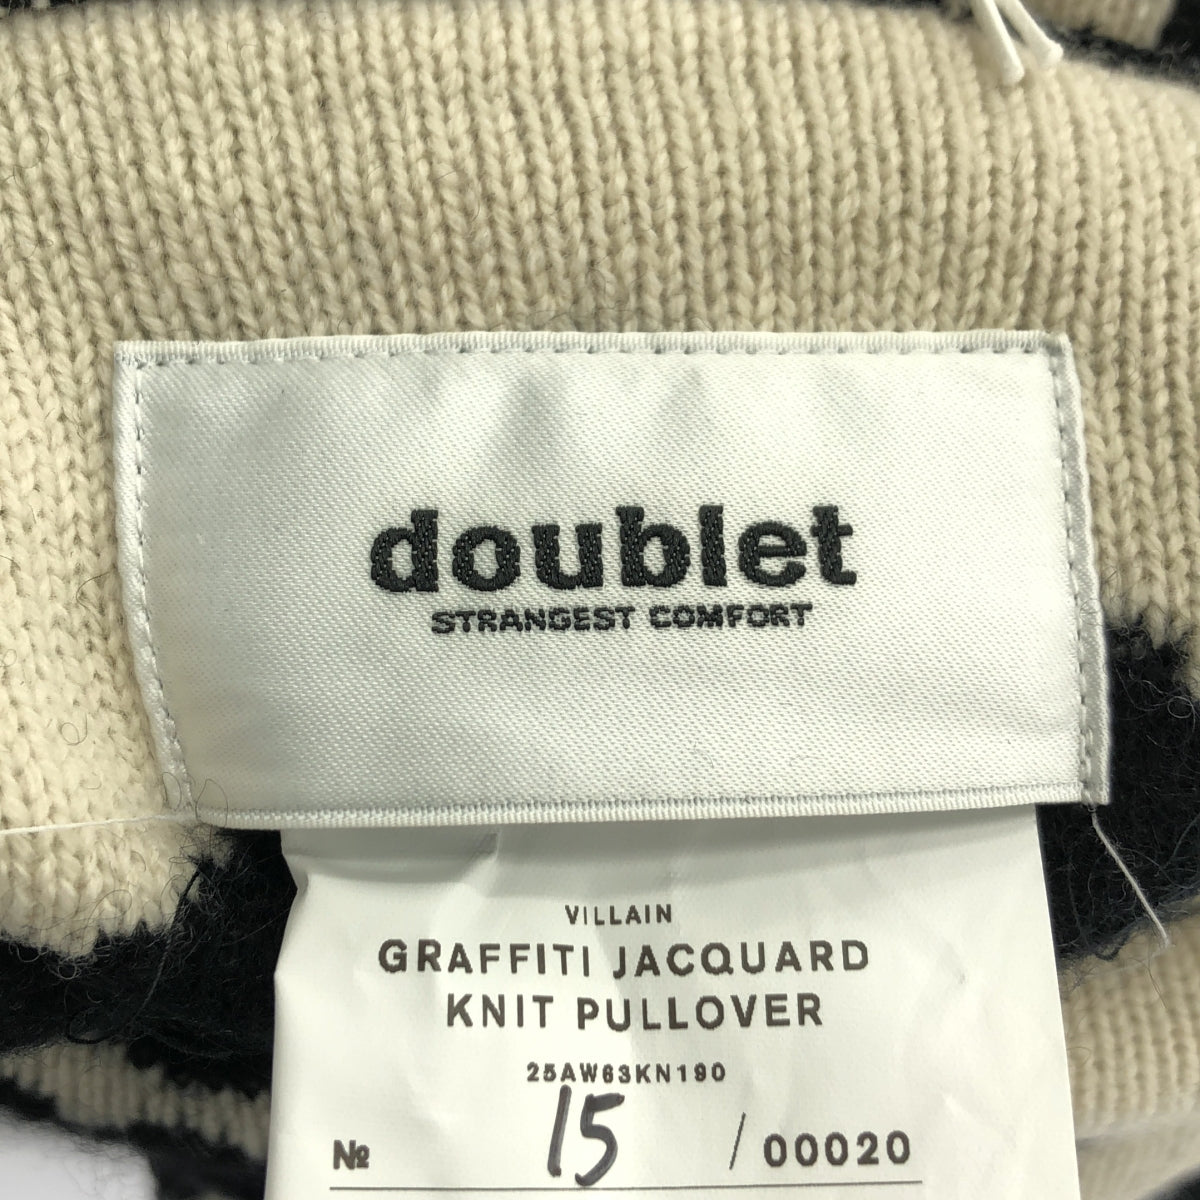 doublet
STRANGEST COMFORT
VILLAIN
GRAFFITI JACQUARD
KNIT PULLOVER
25AW63KN190
№ 15 / 00020